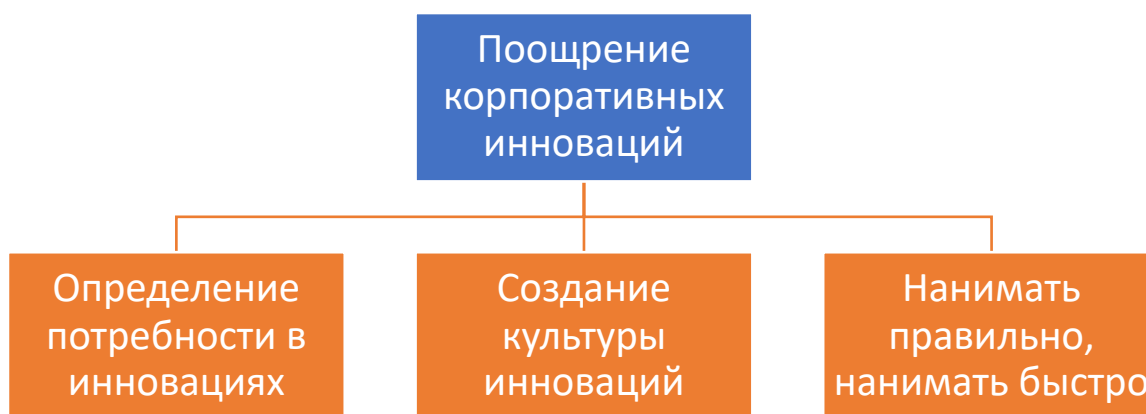 Поощрение
корпоративных
инноваций
Определение
потребности в
инновациях
Создание
культуры
инноваций
Нанимать
правильно,
нанимать быстро